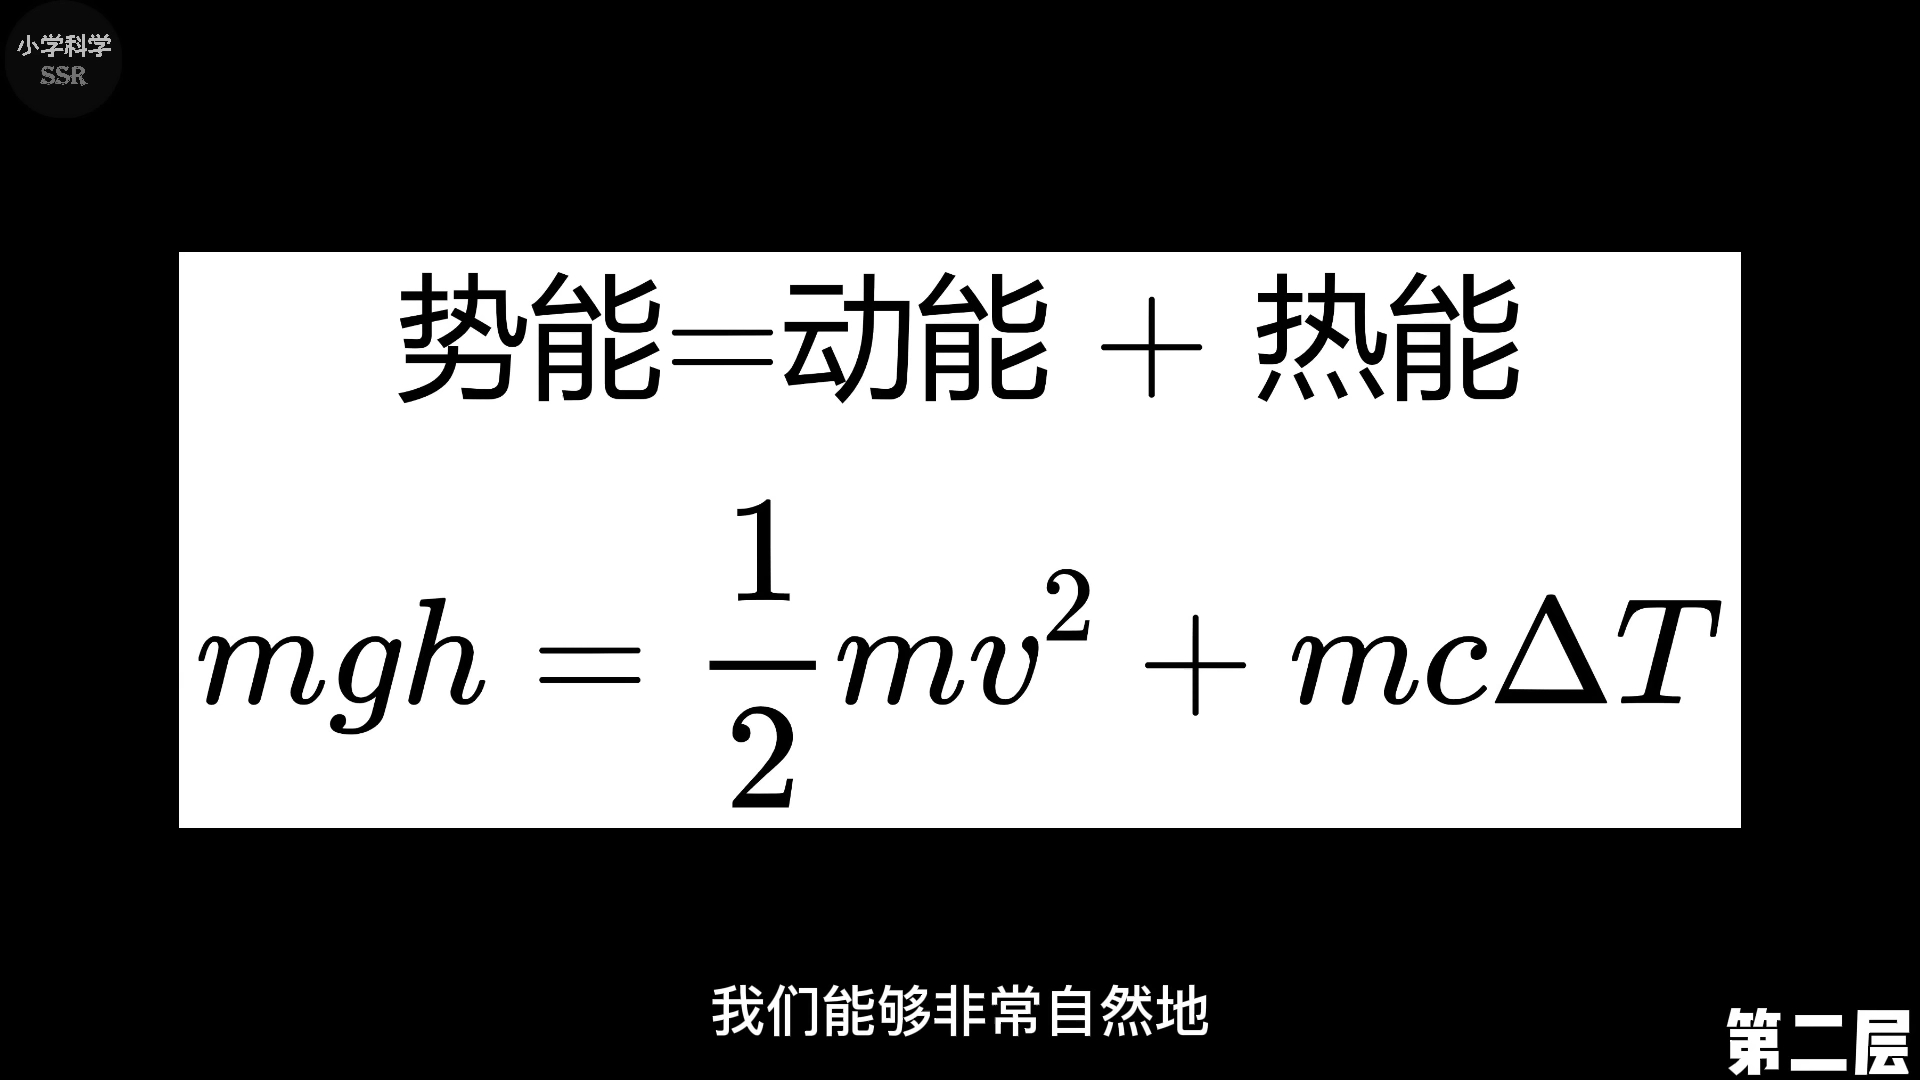 小学科学
SSR
势能=动能 + 热能
mgh = \frac{1}{2}mv^2 + mcΔT
我们能够非常自然地
第二层